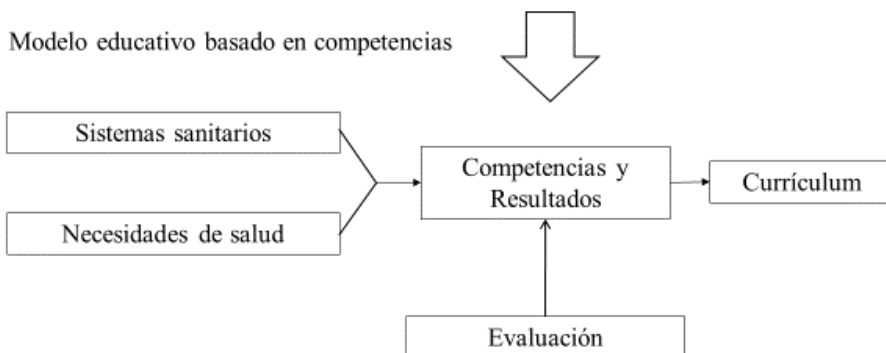 Modelo educativo basado en competencias
Sistemas sanitarios
Competencias y
Resultados
Currículum
Necesidades de salud
Evaluación